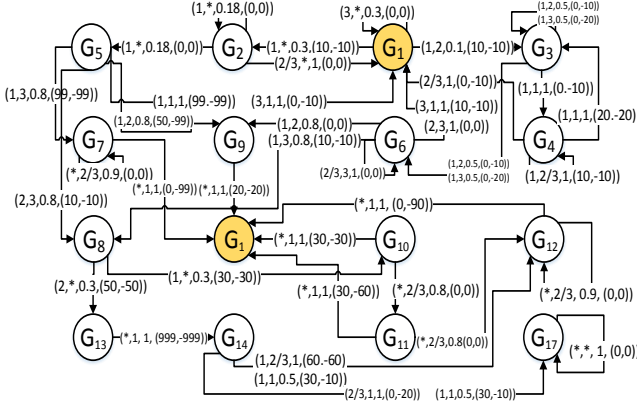 (1,*,0.18,(0,0))
(3,*,0.3,(0,0))
(1,2,0.5,(0,-10))
(1,3,0.5,(0,-20))
G5
(1,*,0.18,(0,0))
G2
(1,*,0.3,(10,-10))
G1
(1,2,0.1,(10,-10))
G3
(2/3,*,1,(0,0))
(2/3,1,(0,-10))
(1,1,1,(0.-10))
(1,3,0.8,(99,-99))
(1,1,1,(99.-99))
(3,1,1,(0,-10))
(3,1,1,(10,-10))
(1,1,1,(20.-20))
(1,2,0.8,(50,-99))
(1,2,0.8,(0,0))
(2,3,1,(0,0))
G7
G9
(1,3,0.8,(10,-10))
G6
G4
(*,2/3,0.9,(0,0))
(2/3,3,1,(0,0))
(1,2,0.5,(0,-10))
(1,3,0.5,(0,-20))
(1,2/3,1,(10,-10))
(2,3,0.8,(10,-10))
(*,1,1,(0,-99))
(*,1,1,(20,-20))
(*,1,1, (0,-90))
G8
G1
(*,1,1,(30,-30))
G10
G12
(1,*,0.3,(30,-30))
(*,1,1,(30,-60))
(2,*,0.3,(50,-50))
(*,2/3,0.8,(0,0))
(*,2/3, 0.9, (0,0))
G13
(*,1, 1, (999,-999))
G14
G11
(*,2/3,0.8(0,0))
G17
(*,*, 1, (0,0))
(1,2/3,1,(60.-60)
(1,1,0.5,(30,-10))
(2/3,1,1,(0,-20))
(1,1,0.5,(30,-10))